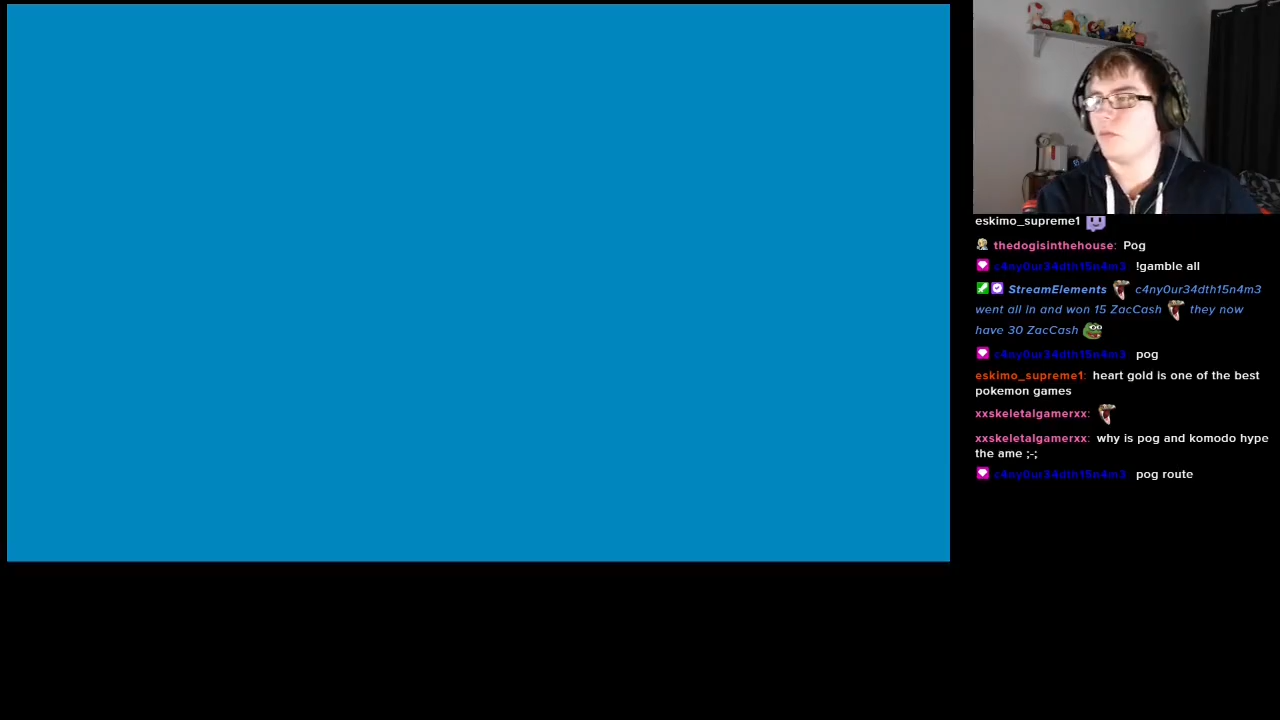 eskimo_supreme1
thedogisinthehouse: Pog
c4ny0ur34dth15n4m3 !gamble all
StreamElements c4ny0ur34dth15n4m3
went all in and won 15 ZacCash they now
have 30 ZacCash
c4ny0ur34dth15n4m3 pog
eskimo_supreme1: heart gold is one of the best
pokemon games
xxskeletalgamerxx:
xxskeletalgamerxx: why is pog and komodo hype
the ame ;-;
c4ny0ur34dth15n4m3 pog route